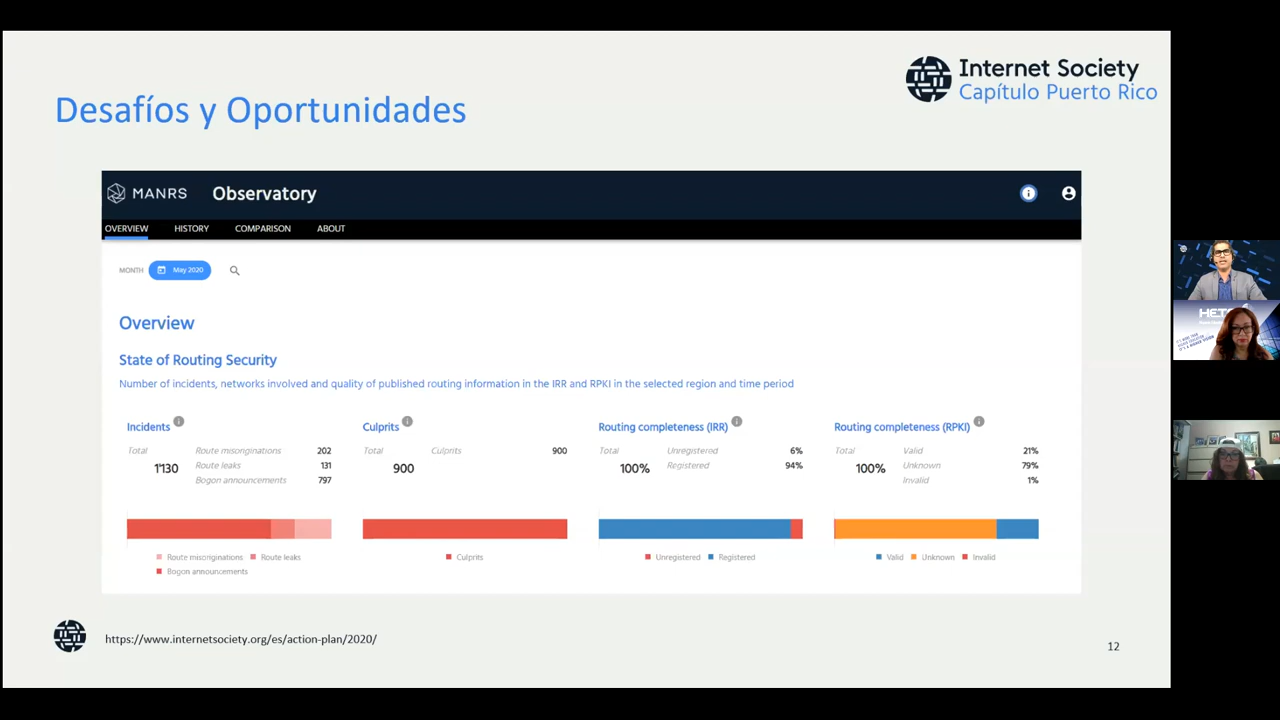 Internet Society
Capítulo Puerto Rico
Desafíos y Oportunidades
MANRS Observatory
OVERVIEW HISTORY COMPARISON ABOUT
MONTH May 2020
Overview
State of Routing Security
Number of incidents, networks involved and quality of published routing information in the IRR and RPKI in the selected region and time period
Incidents
Total
1'130
Route misoriginations 202
Route leaks 131
Bogon announcements 797
Route misoriginations Route leaks
Bogon announcements
Culprits
Total
900
Culprits 900
Culprits
Routing completeness (IRR)
Total
100%
Unregistered 6%
Registered 94%
Unregistered Registered
Routing completeness (RPKI)
Total
100%
Valid 21%
Unknown 79%
Invalid 1%
Valid Unknown Invalid
https://www.internetsociety.org/es/action-plan/2020/
12